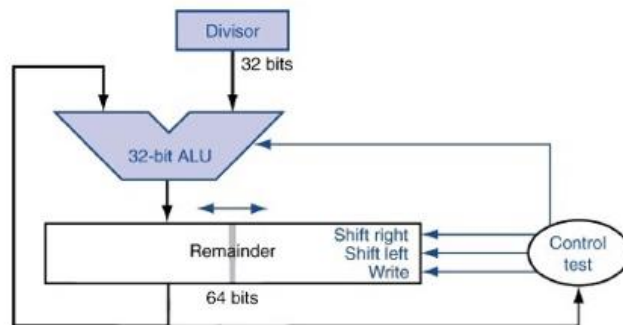 Divisor
32 bits
32-bit ALU
Shift right
Remainder
Shift left
Write
Control
test
64 bits